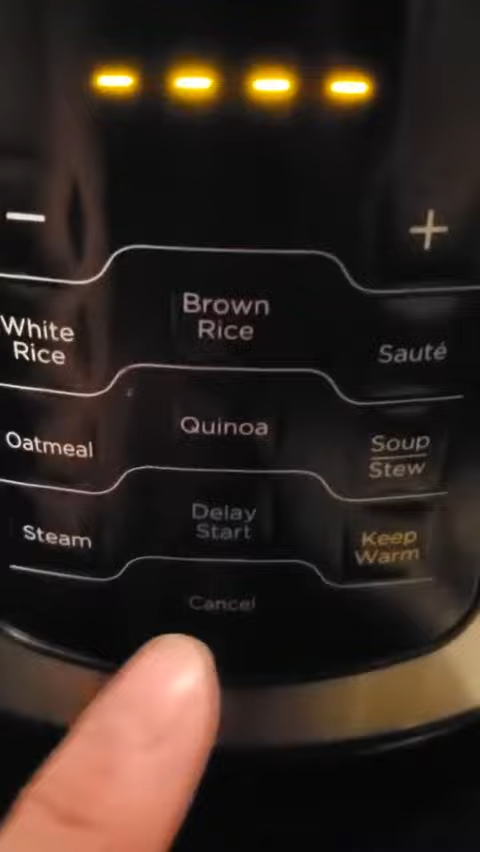 – – – –
− +
White
Rice
Brown
Rice
Sauté
Oatmeal
Quinoa
Soup
Stew
Steam
Delay
Start
Keep
Warm
Cancel